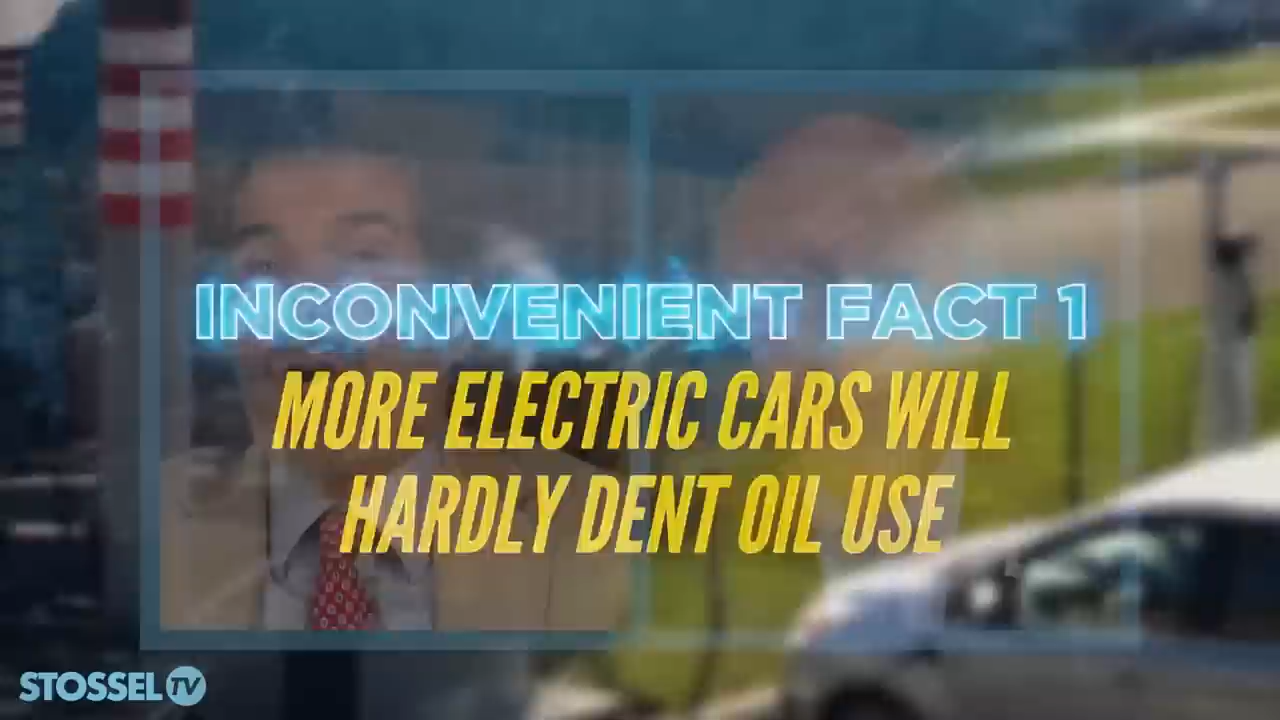 INCONVENIENT FACT 1
MORE ELECTRIC CARS WILL
HARDLY DENT OIL USE
STOSSEL TV